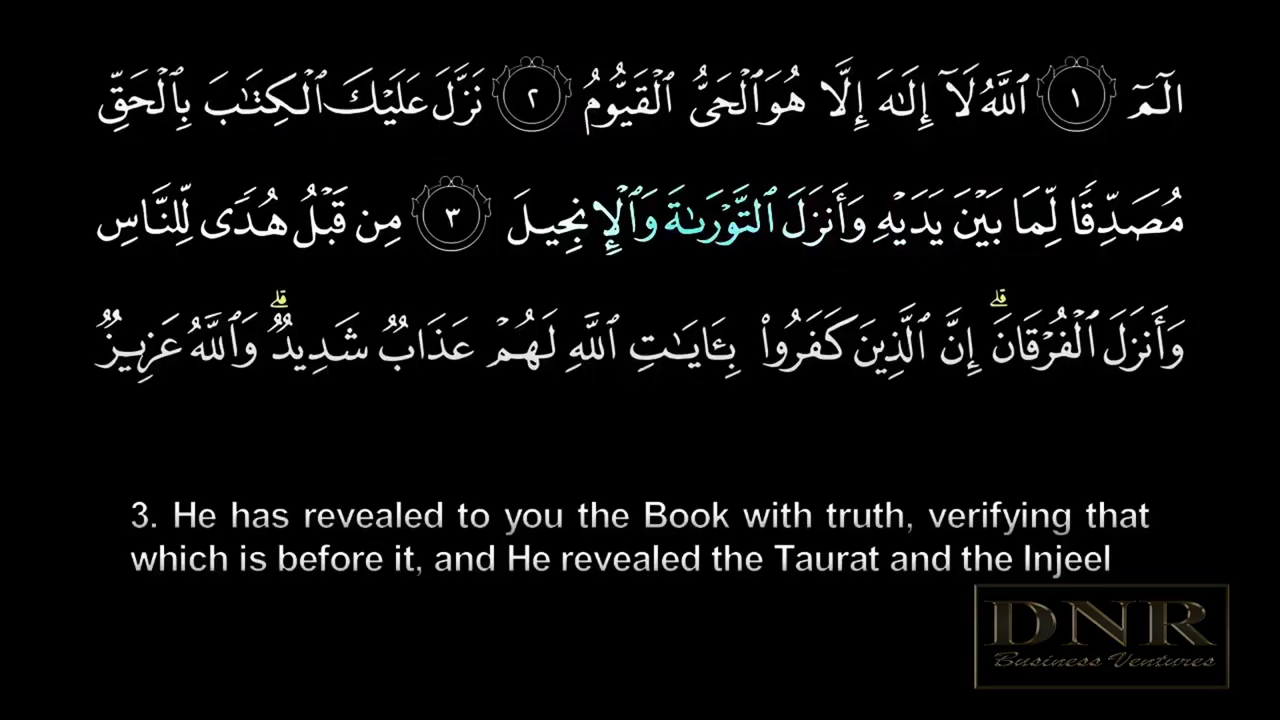 الٓمٓ ١ ٱللَّهُ لَآ إِلَٰهَ إِلَّا هُوَ ٱلْحَىُّ ٱلْقَيُّومُ ٢ نَزَّلَ عَلَيْكَ ٱلْكِتَٰبَ بِٱلْحَقِّ
مُصَدِّقًا لِّمَا بَيْنَ يَدَيْهِ وَأَنزَلَ ٱلتَّوْرَىٰةَ وَٱلْإِنجِيلَ ٣ مِن قَبْلُ هُدًى لِّلنَّاسِ
وَأَنزَلَ ٱلْفُرْقَانَ ۗ إِنَّ ٱلَّذِينَ كَفَرُوا۟ بِـَٔايَٰتِ ٱللَّهِ لَهُمْ عَذَابٌ شَدِيدٌ ۗ وَٱللَّهُ عَزِيزٌ
3. He has revealed to you the Book with truth, verifying that
which is before it, and He revealed the Taurat and the Injeel
DNR
Business Ventures